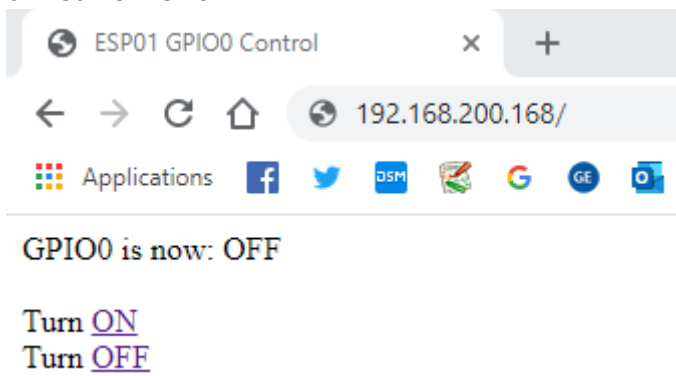 ESP01 GPIO0 Control
192.168.200.168/
Applications DSM G GE
GPIO0 is now: OFF
Turn ON
Turn OFF